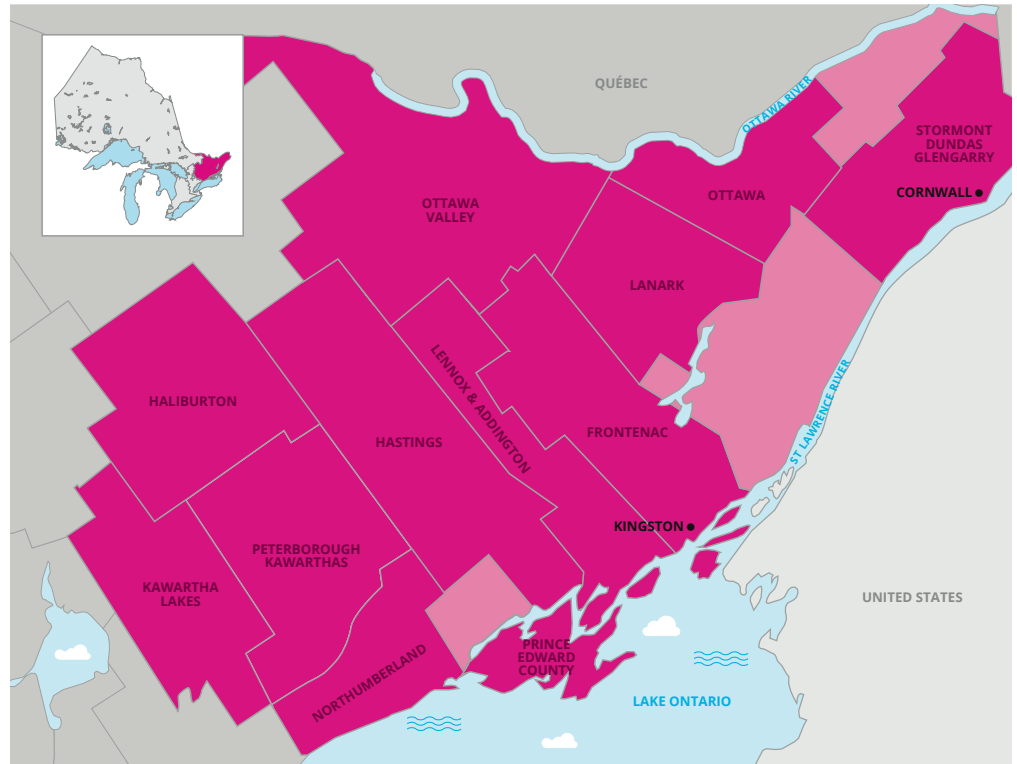 QUÉBEC
OTTAWA RIVER
STORMONT
DUNDAS
GLENGARRY
CORNWALL
OTTAWA
VALLEY
OTTAWA
LANARK
LENNOX & ADDINGTON
HALIBURTON
HASTINGS
FRONTENAC
ST LAWRENCE RIVER
KINGSTON
PETERBOROUGH
KAWARTHAS
KAWARTHA
LAKES
UNITED STATES
NORTHUMBERLAND
PRINCE
EDWARD
COUNTY
LAKE ONTARIO